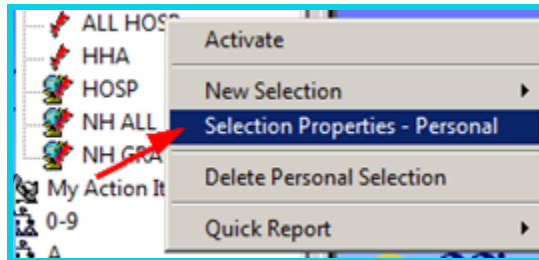 ALL HOSP
HHA
HOSP
NH ALL
NH GRA
My Action It
0-9
A
Activate
New Selection
Selection Properties - Personal
Delete Personal Selection
Quick Report